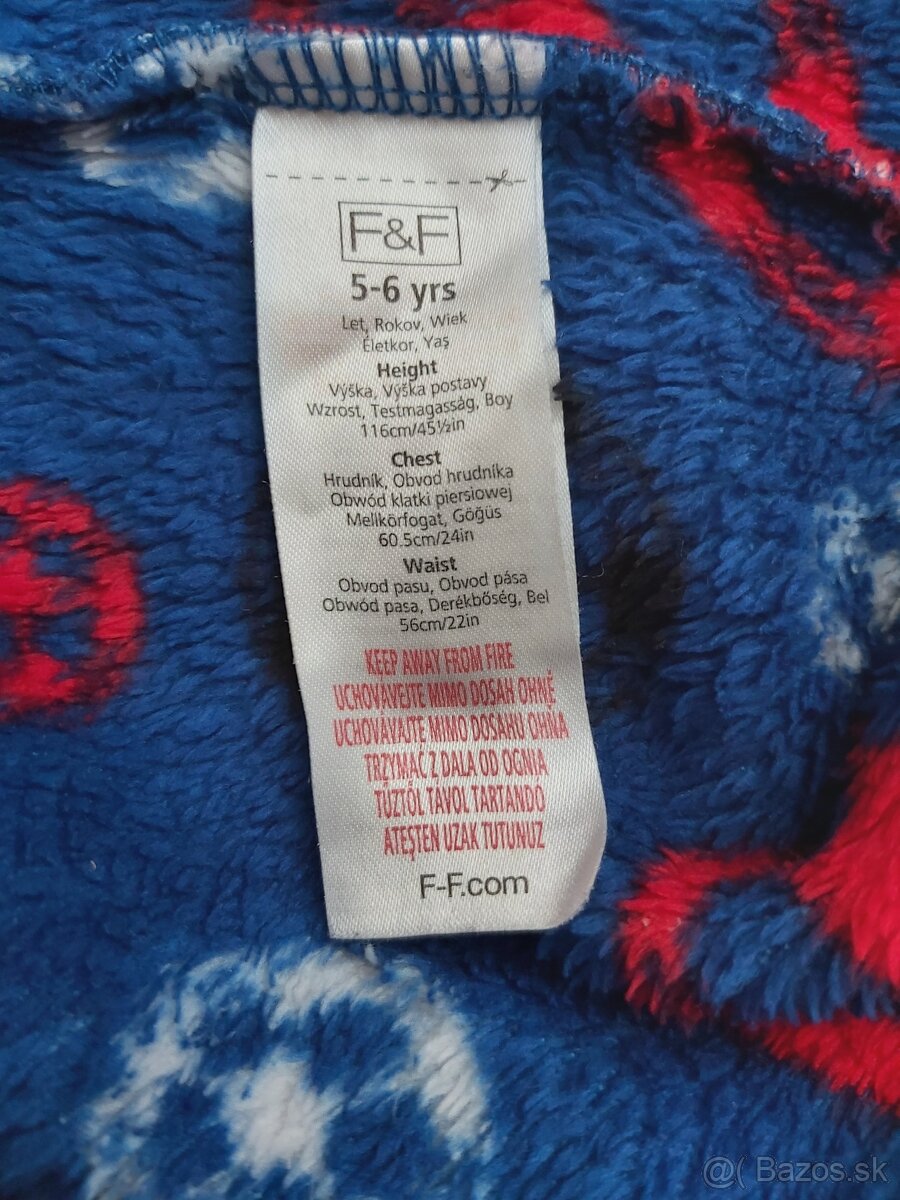 F&F
5-6 yrs
Let, Rokov, Wiek
Életkor, Yaş
Height
Výška, Výška postavy
Wzrost, Testmagasság, Boy
116cm/45½in
Chest
Hrudník, Obvod hrudníka
Obwód klatki piersiowej
Mellkörfogat, Göğüs
60.5cm/24in
Waist
Obvod pasu, Obvod pása
Obwód pasa, Derékbőség, Bel
56cm/22in
KEEP AWAY FROM FIRE
UCHOVÁVEJTE MIMO DOSAH OHNĚ
UCHOVÁVAJTE MIMO DOSAHU OHŇA
TRZYMAĆ Z DALA OD OGNIA
TŰZTŐL TÁVOL TARTANDÓ
ATEŞTEN UZAK TUTUNUZ
F-F.com
@( Bazos.sk